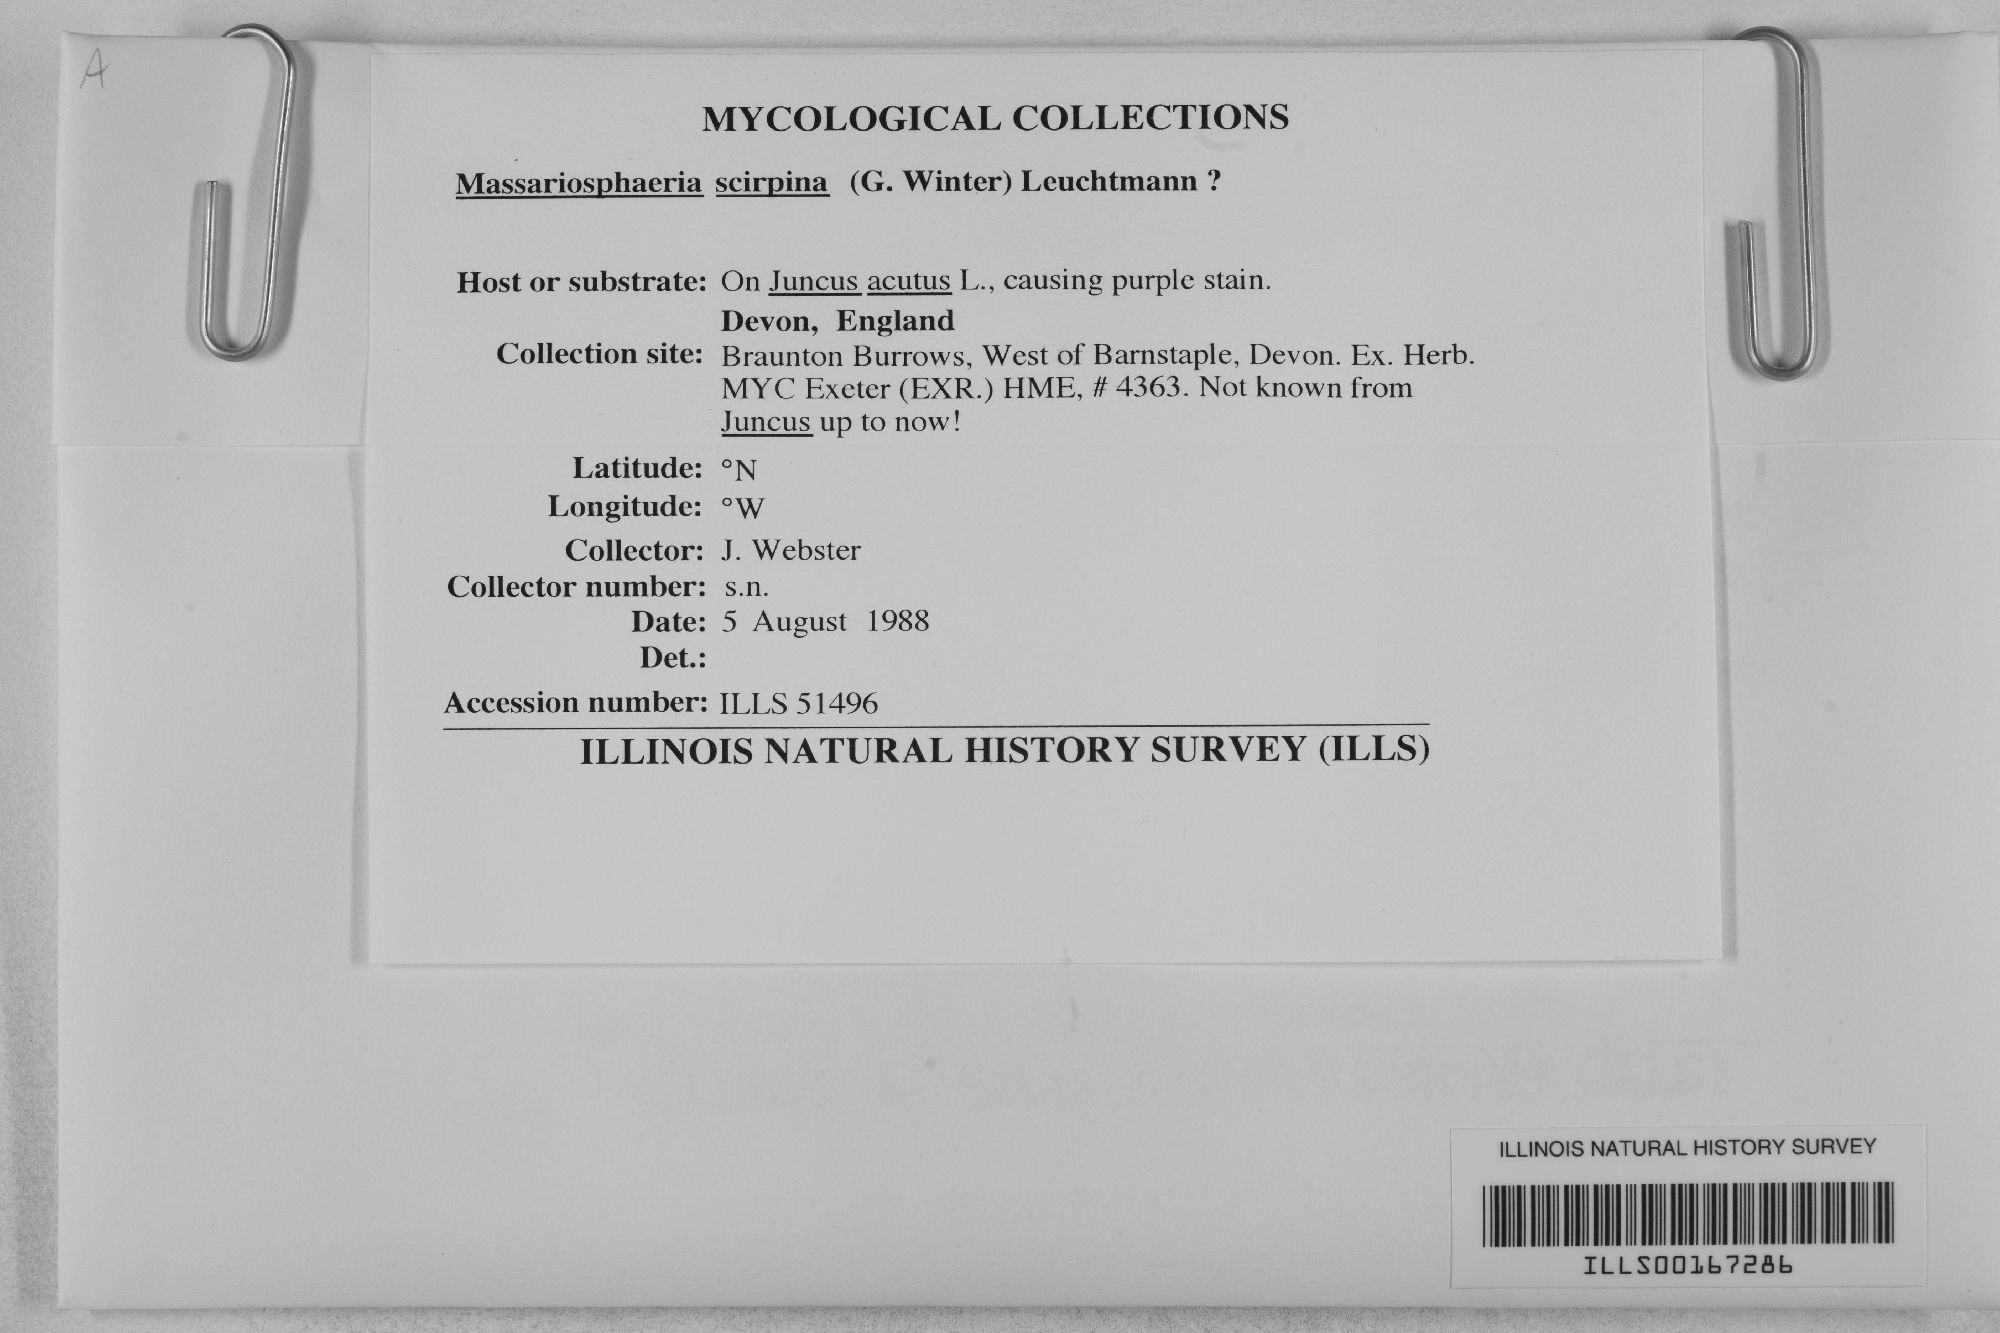 A
MYCOLOGICAL COLLECTIONS
Massariosphaeria scirpina (G. Winter) Leuchtmann ?
Host or substrate: On Juncus acutus L., causing purple stain.
Devon, England
Collection site: Braunton Burrows, West of Barnstaple, Devon. Ex. Herb.
MYC Exeter (EXR.) HME, # 4363. Not known from
Juncus up to now!
Latitude: °N
Longitude: °W
Collector: J. Webster
Collector number: s.n.
Date: 5 August 1988
Det.:
Accession number: ILLS 51496
ILLINOIS NATURAL HISTORY SURVEY (ILLS)
ILLINOIS NATURAL HISTORY SURVEY
ILLS00167286